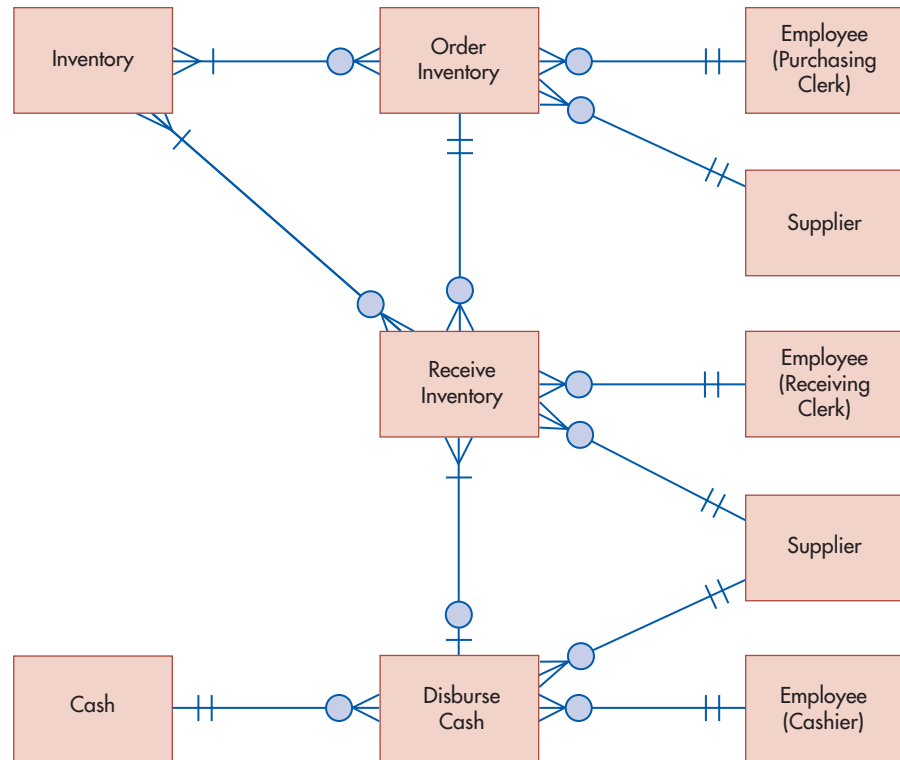 Inventory
Order
Inventory
Employee
(Purchasing
Clerk)
Supplier
Receive
Inventory
Employee
(Receiving
Clerk)
Supplier
Cash
Disburse
Cash
Employee
(Cashier)